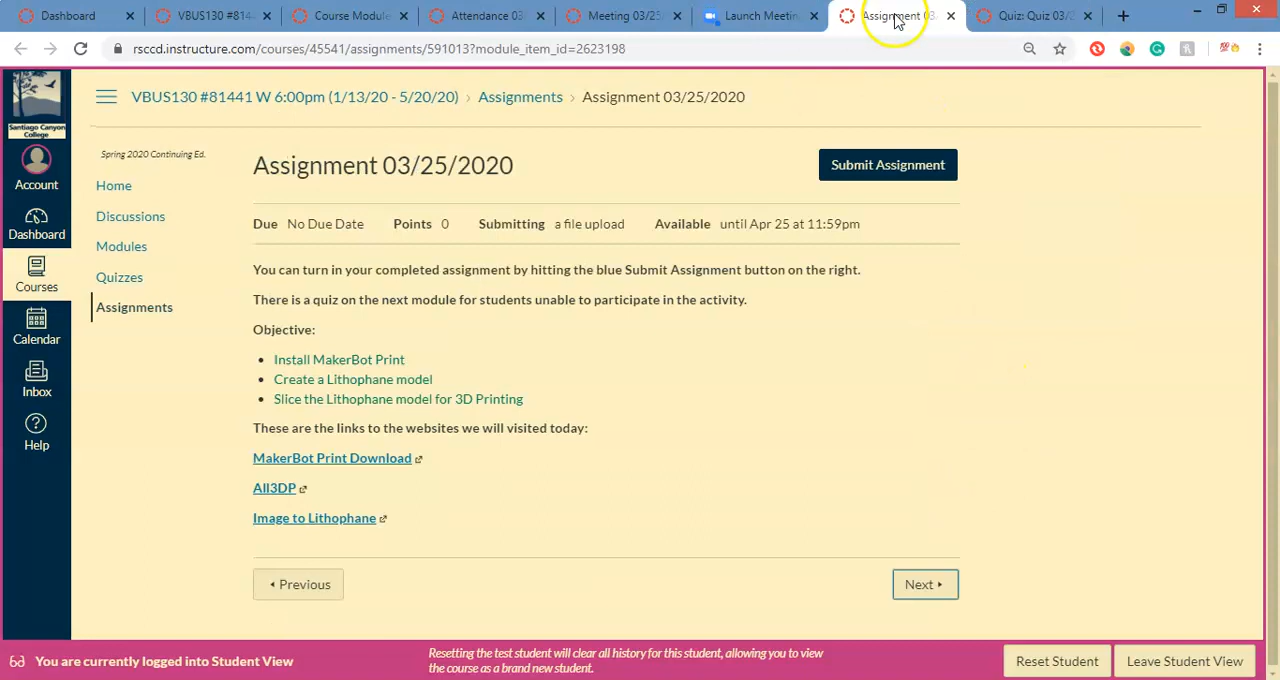 Dashboard
VBUS130 #8144
Course Module
Attendance 03
Meeting 03/25
Launch Meetin
Assignment 03
Quiz: Quiz 03/2
rsccd.instructure.com/courses/45541/assignments/591013?module_item_id=2623198
Santiago Canyon
College
Account
Dashboard
Courses
Calendar
Inbox
Help
VBUS130 #81441 W 6:00pm (1/13/20 - 5/20/20) › Assignments › Assignment 03/25/2020
Spring 2020 Continuing Ed.
Home
Discussions
Modules
Quizzes
Assignments
Assignment 03/25/2020
Submit Assignment
Due No Due Date Points 0 Submitting a file upload Available until Apr 25 at 11:59pm
You can turn in your completed assignment by hitting the blue Submit Assignment button on the right.
There is a quiz on the next module for students unable to participate in the activity.
Objective:
• Install MakerBot Print
• Create a Lithophane model
• Slice the Lithophane model for 3D Printing
These are the links to the websites we will visited today:
MakerBot Print Download
All3DP
Image to Lithophane
Previous
Next
You are currently logged into Student View
Resetting the test student will clear all history for this student, allowing you to view
the course as a brand new student.
Reset Student
Leave Student View